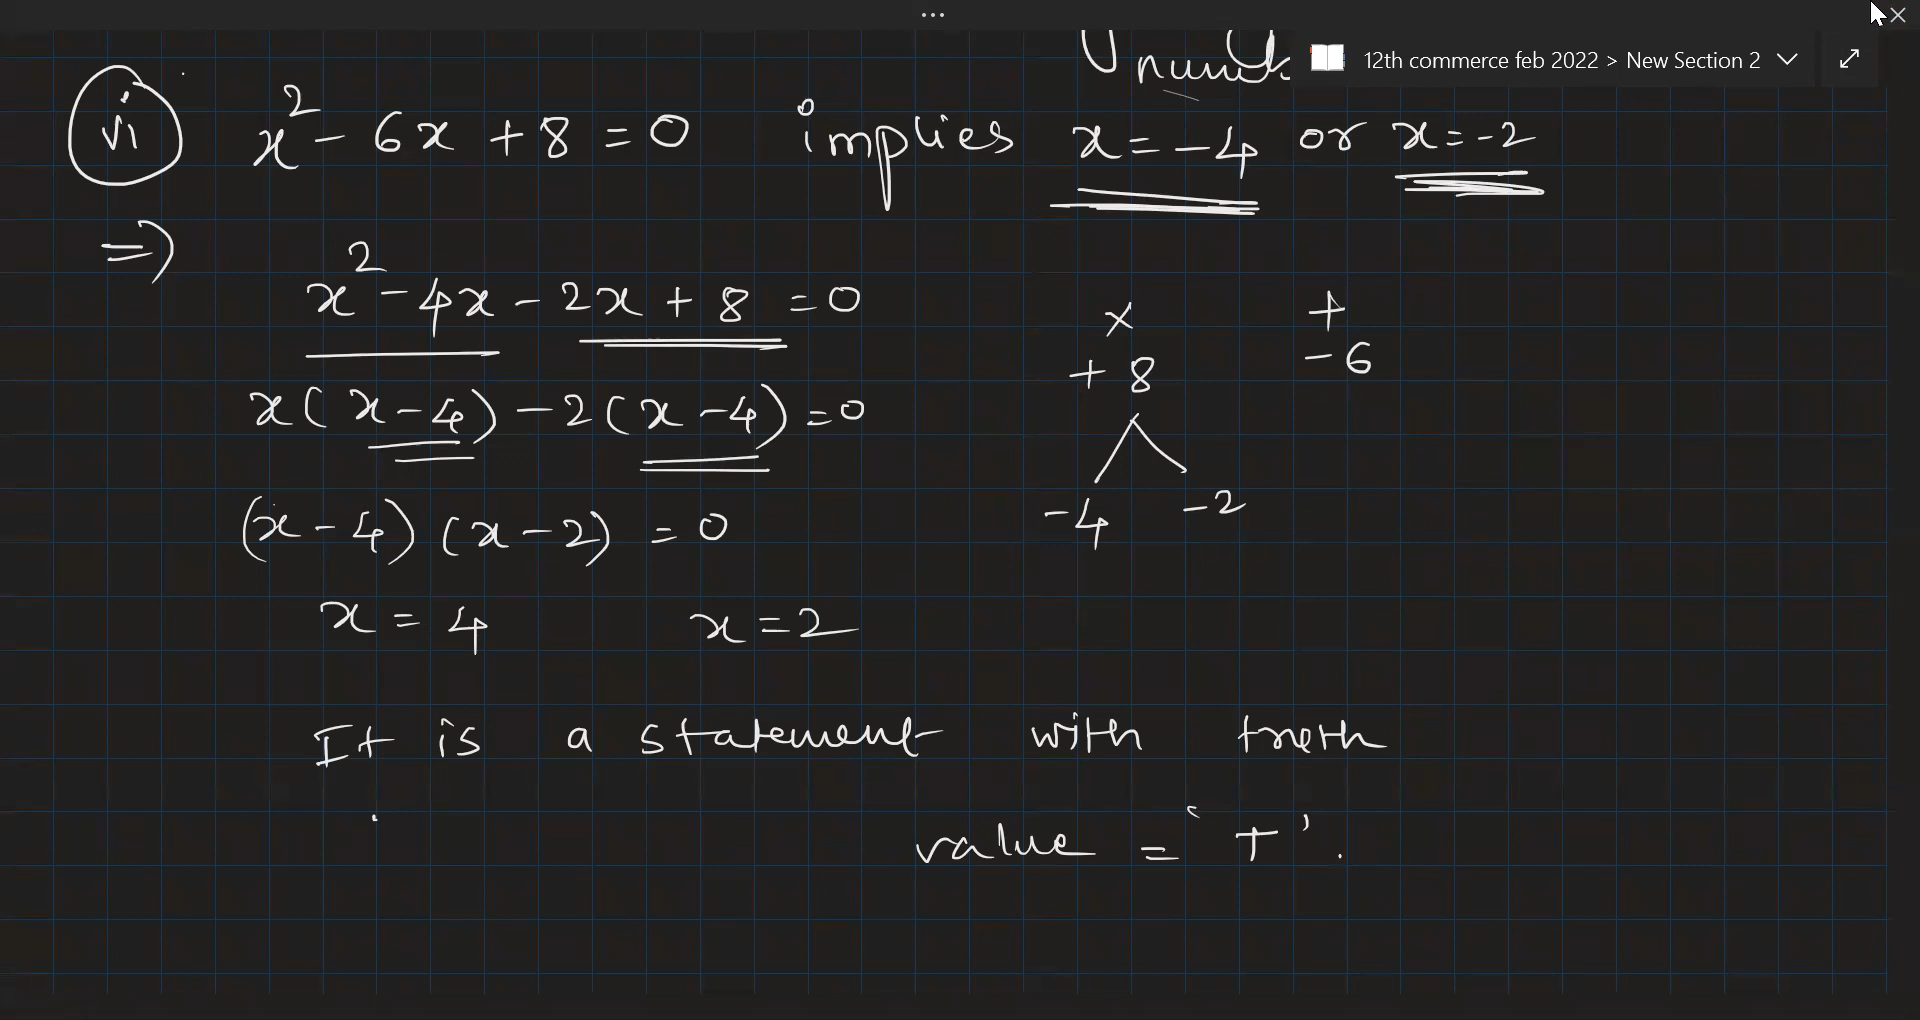 12th commerce feb 2022 > New Section 2
vi x² - 6x + 8 = 0 implies x = -4 or x = -2
⇒
x² - 4x - 2x + 8 = 0
x +
+8 -6
x(x - 4) - 2(x - 4) = 0
-4 -2
(x - 4) (x - 2) = 0
x = 4 x = 2
It is a statement with truth
value = 'T'.